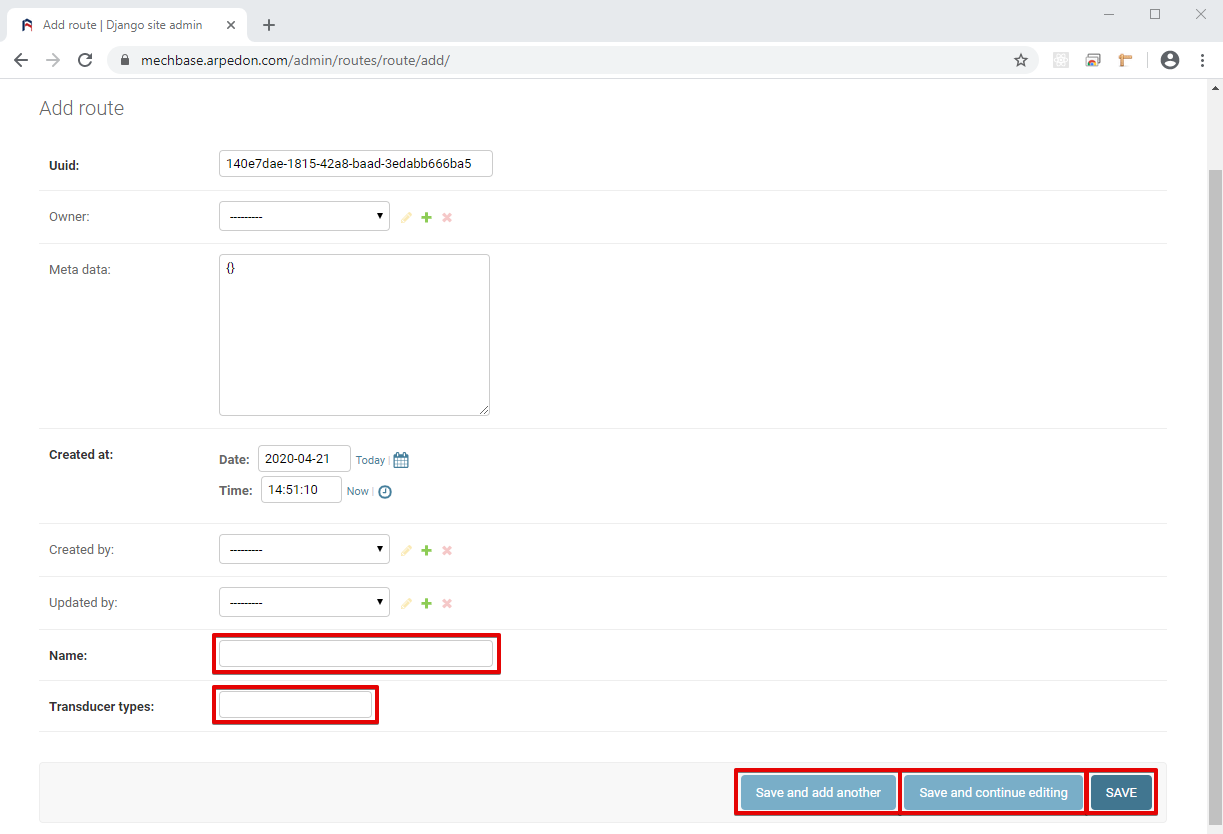 Add route | Django site admin
mechbase.arpedon.com/admin/routes/route/add/
Add route
Uuid: 140e7dae-1815-42a8-baad-3edabb666ba5
Owner: ---------
Meta data: {}
Created at: Date: 2020-04-21 Today |
Time: 14:51:10 Now |
Created by: ---------
Updated by: ---------
Name:
Transducer types:
Save and add another Save and continue editing SAVE